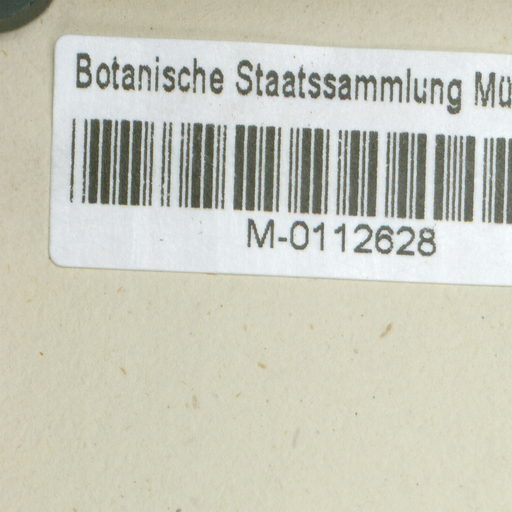 Botanische Staatssammlung Mü
M-0112628